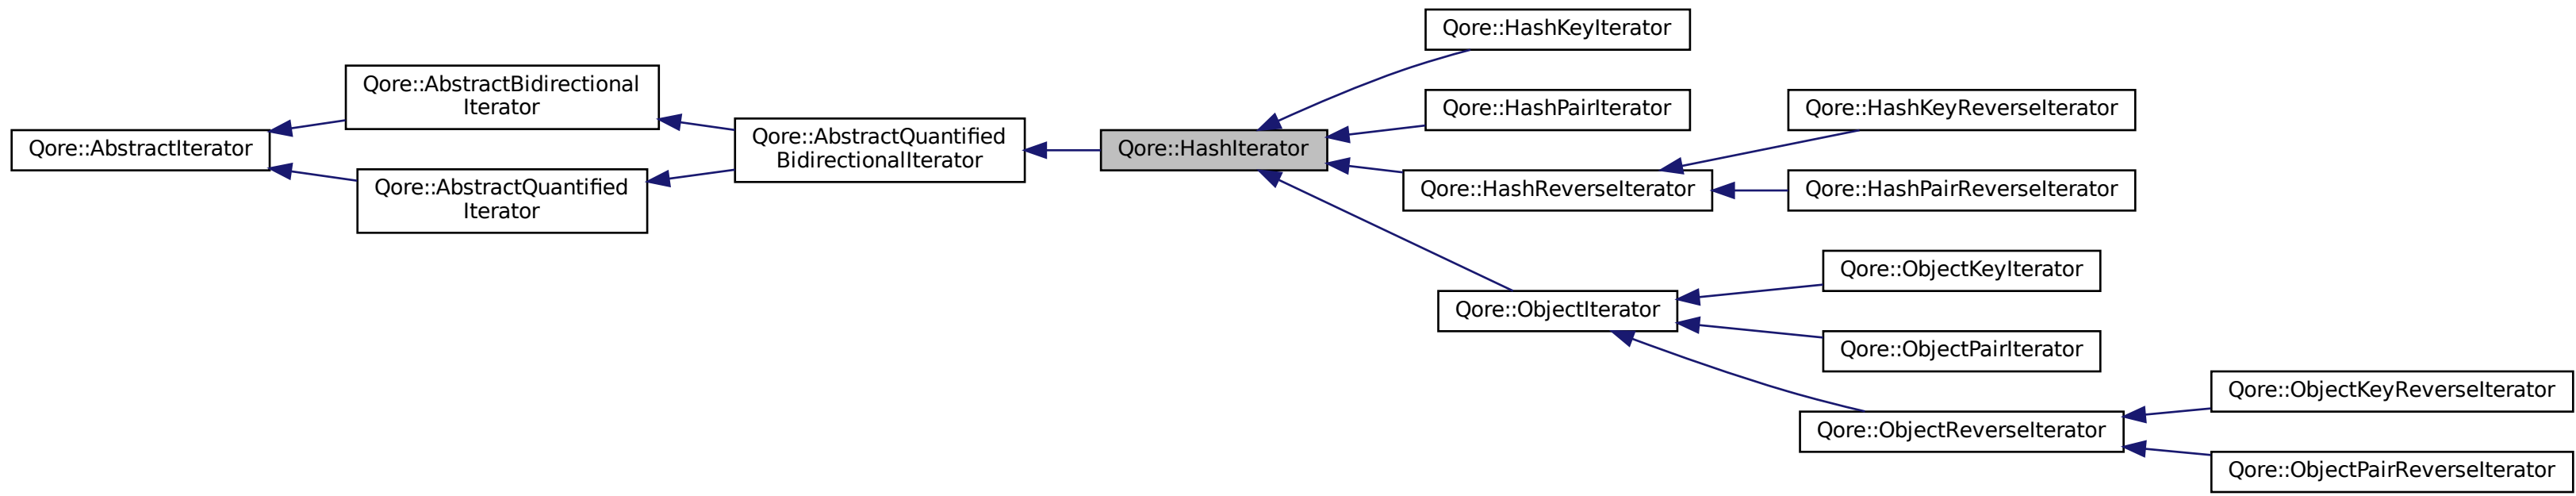 Qore::HashKeyIterator
Qore::AbstractBidirectional
Iterator
Qore::HashPairIterator
Qore::HashKeyReverseIterator
Qore::AbstractIterator
Qore::AbstractQuantified
BidirectionalIterator
Qore::HashIterator
Qore::AbstractQuantified
Iterator
Qore::HashReverseIterator
Qore::HashPairReverseIterator
Qore::ObjectKeyIterator
Qore::ObjectIterator
Qore::ObjectPairIterator
Qore::ObjectKeyReverseIterator
Qore::ObjectReverseIterator
Qore::ObjectPairReverseIterator